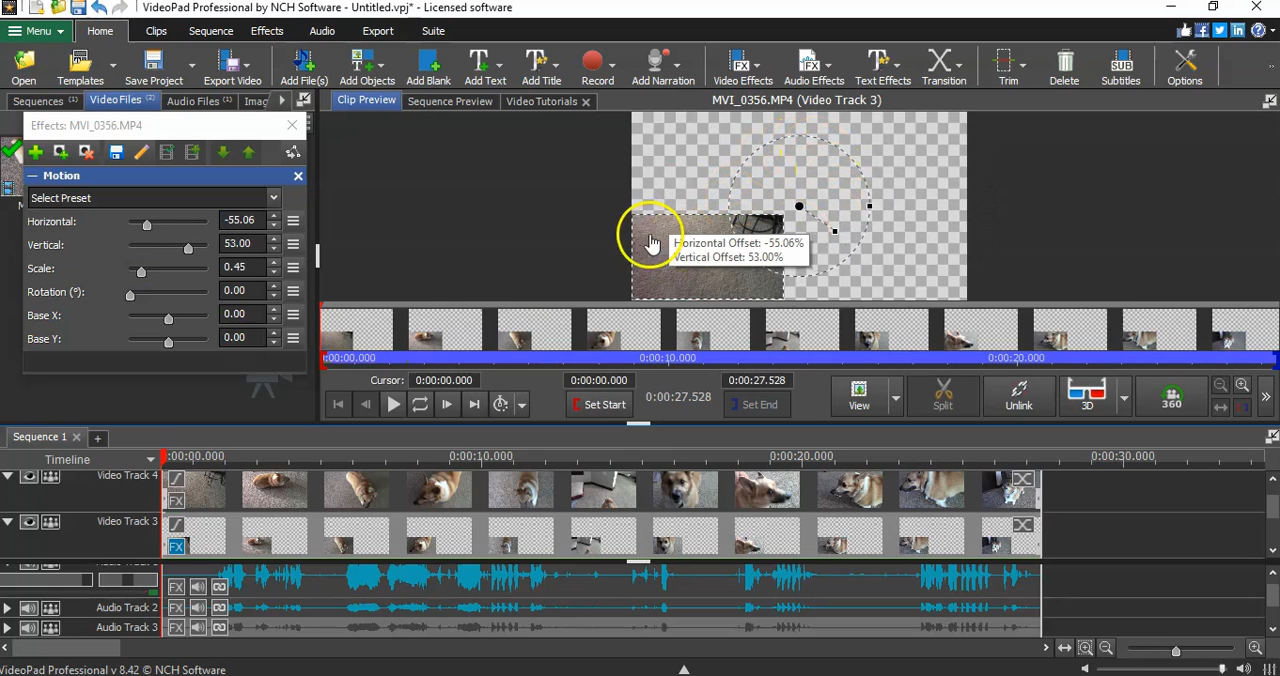 VideoPad Professional by NCH Software - Untitled.vpj* - Licensed software
Menu Home Clips Sequence Effects Audio Export Suite
Open Templates Save Project Export Video Add File(s) Add Objects Add Blank Add Text Add Title Record Add Narration Video Effects Audio Effects Text Effects Transition Trim Delete Subtitles Options
Sequences (1) Video Files (2) Audio Files (1) Imag Clip Preview Sequence Preview Video Tutorials MVI_0356.MP4 (Video Track 3)
Effects: MVI_0356.MP4
Motion
Select Preset
Horizontal: -55.06
Vertical: 53.00
Scale: 0.45
Rotation (°): 0.00
Base X: 0.00
Base Y: 0.00
Horizontal Offset: -55.06%
Vertical Offset: 53.00%
0:00:00.000 0:00:10.000 0:00:20.000
Cursor: 0:00:00.000 0:00:00.000 0:00:27.528 0:00:27.528
Set Start Set End View Split Unlink 3D 360
Sequence 1
Timeline 0:00:00.000 0:00:10.000 0:00:20.000 0:00:30.000
Video Track 4
FX
Video Track 3
FX
FX
Audio Track 2 FX
Audio Track 3 FX
VideoPad Professional v 8.42 © NCH Software